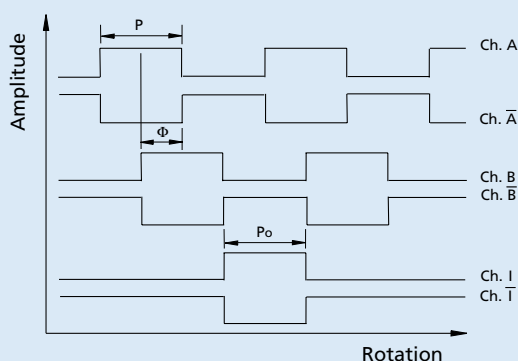 Amplitude
P
Ch. A
Ch. A̅
Φ
Ch. B
Ch. B̅
Po
Ch. I
Ch. I̅
Rotation